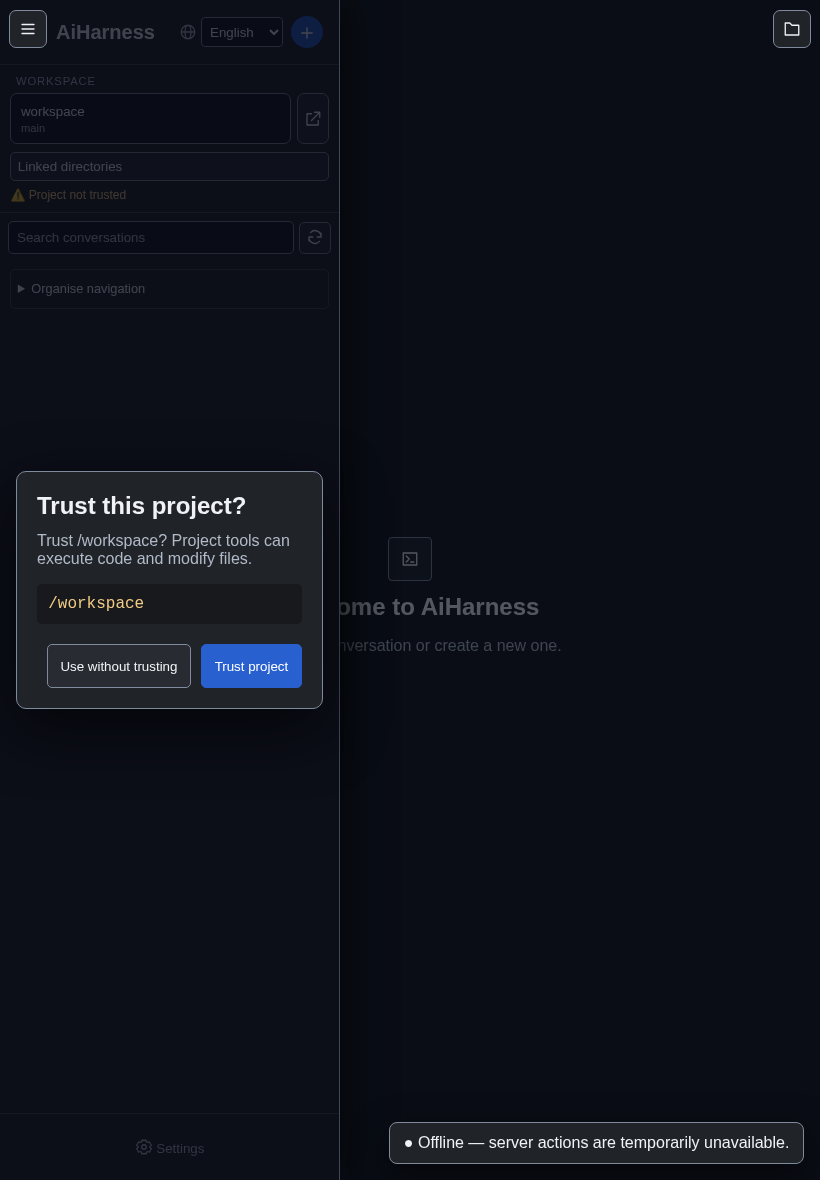 AiHarness
English
WORKSPACE
workspace
main
Linked directories
Project not trusted
Search conversations
Organise navigation
Trust this project?
Trust /workspace? Project tools can
execute code and modify files.
/workspace
Use without trusting
Trust project
ome to AiHarness
nversation or create a new one.
Settings
Offline — server actions are temporarily unavailable.